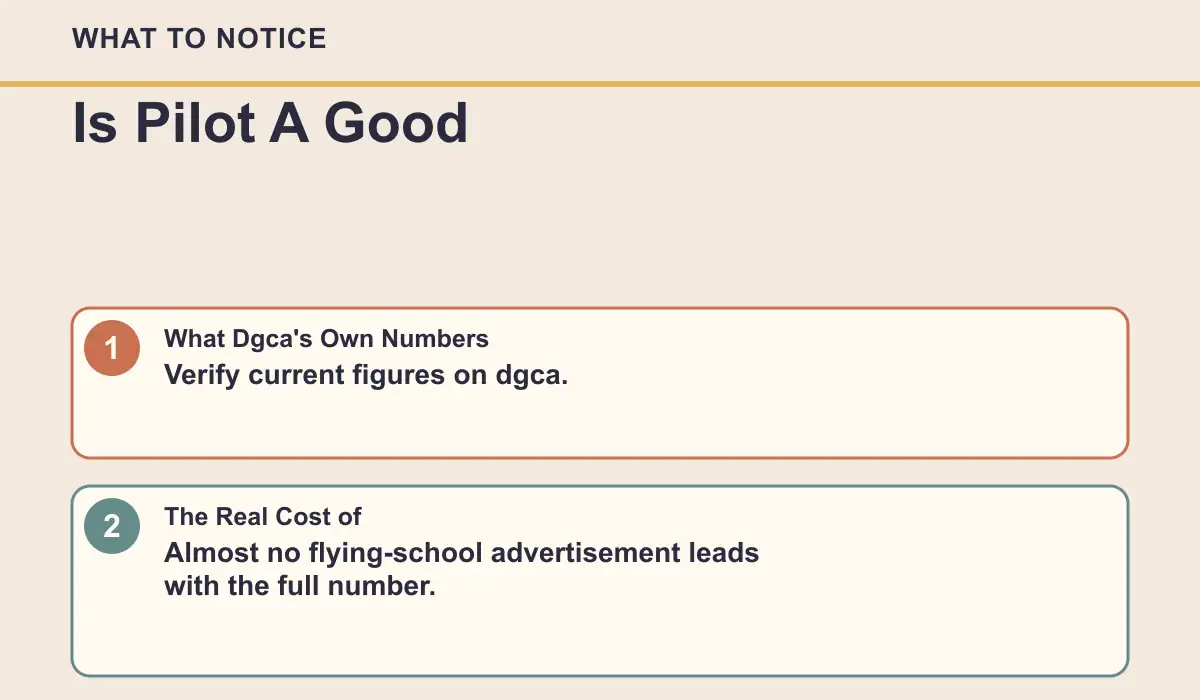 WHAT TO NOTICE
Is Pilot A Good
1
What Dgca's Own Numbers
Verify current figures on dgca.
2
The Real Cost of
Almost no flying-school advertisement leads
with the full number.